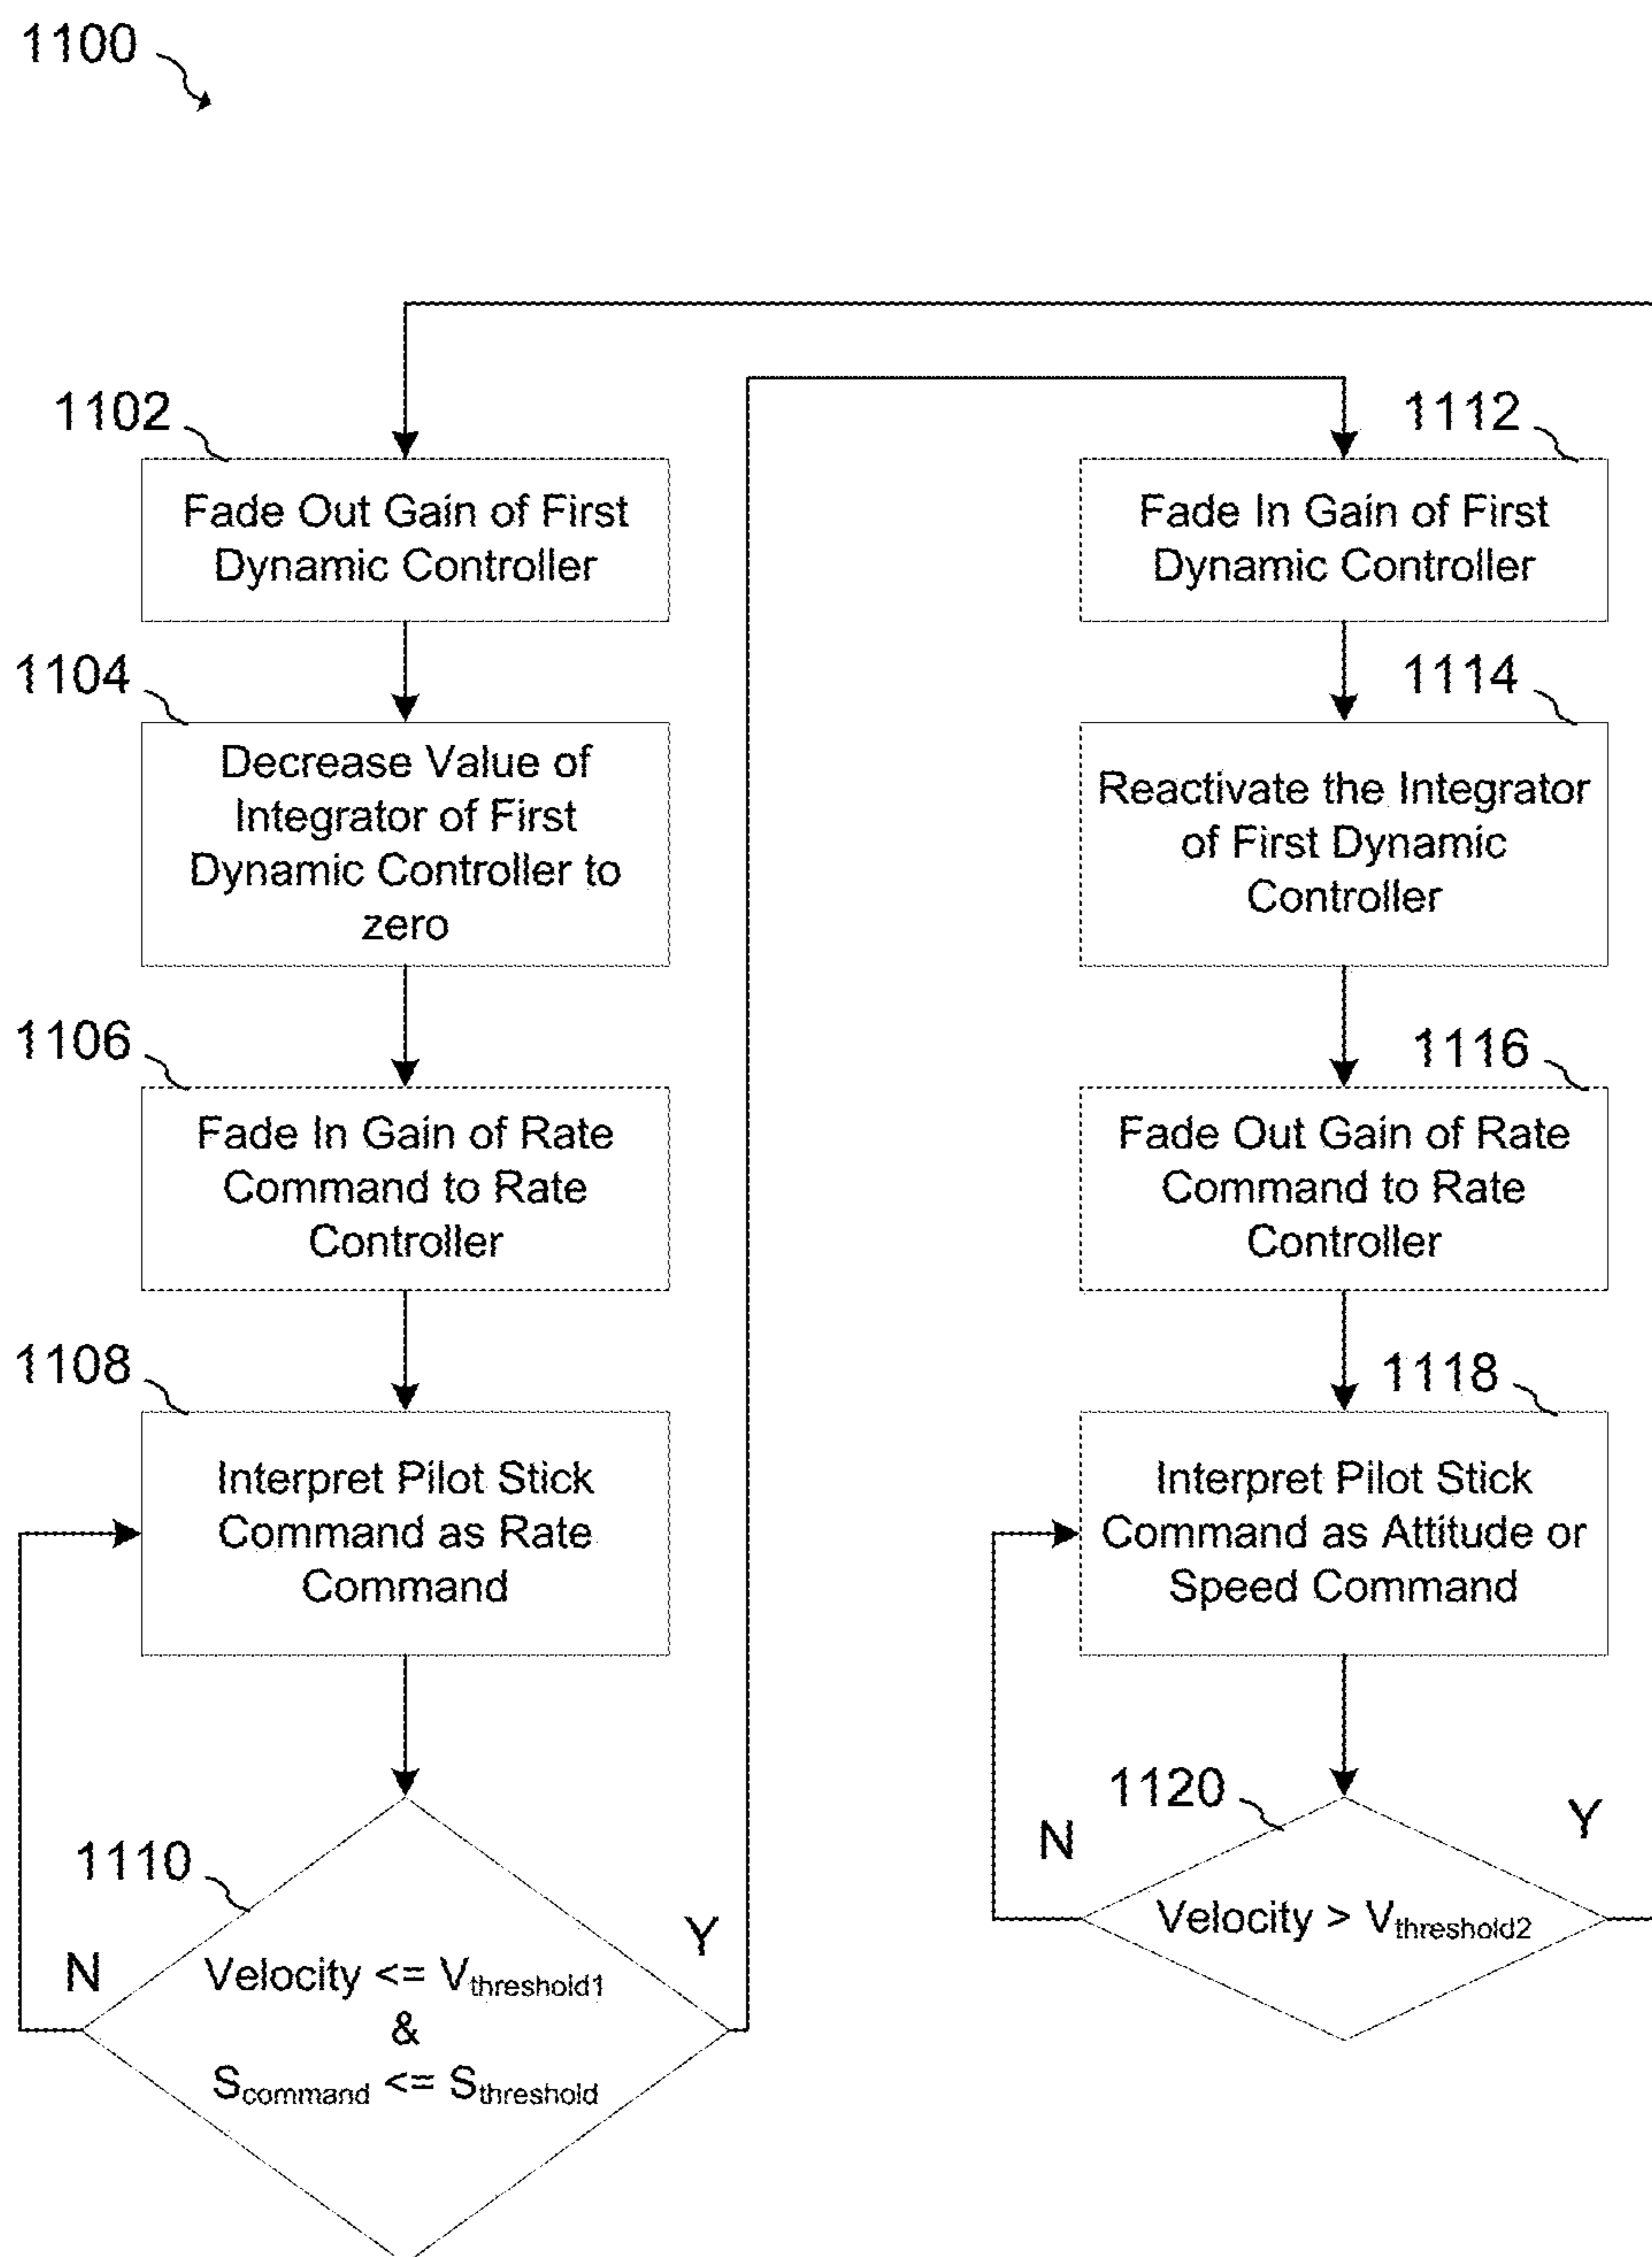 1100
1102
Fade Out Gain of First
Dynamic Controller
1104
Decrease Value of
Integrator of First
Dynamic Controller to
zero
1106
Fade In Gain of Rate
Command to Rate
Controller
1108
Interpret Pilot Stick
Command as Rate
Command
1110
N
Y
Velocity <= Vthreshold1
&
Scommand <= Sthreshold
1112
Fade In Gain of First
Dynamic Controller
1114
Reactivate the Integrator
of First Dynamic
Controller
1116
Fade Out Gain of Rate
Command to Rate
Controller
1118
Interpret Pilot Stick
Command as Attitude or
Speed Command
1120
N
Y
Velocity > Vthreshold2